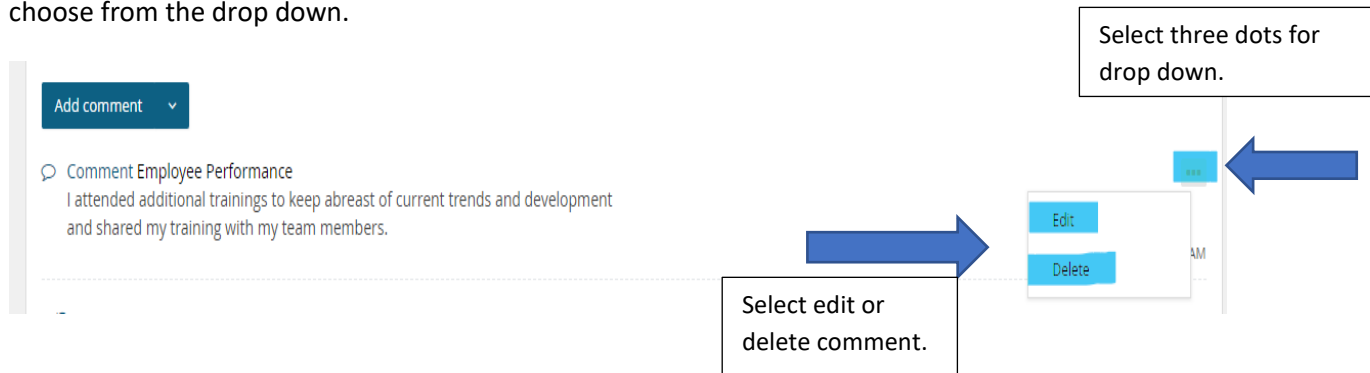 choose from the drop down.
Select three dots for
drop down.
Add comment
Comment Employee Performance
...
I attended additional trainings to keep abreast of current trends and development
and shared my training with my team members.
Edit
AM
Delete
Select edit or
delete comment.